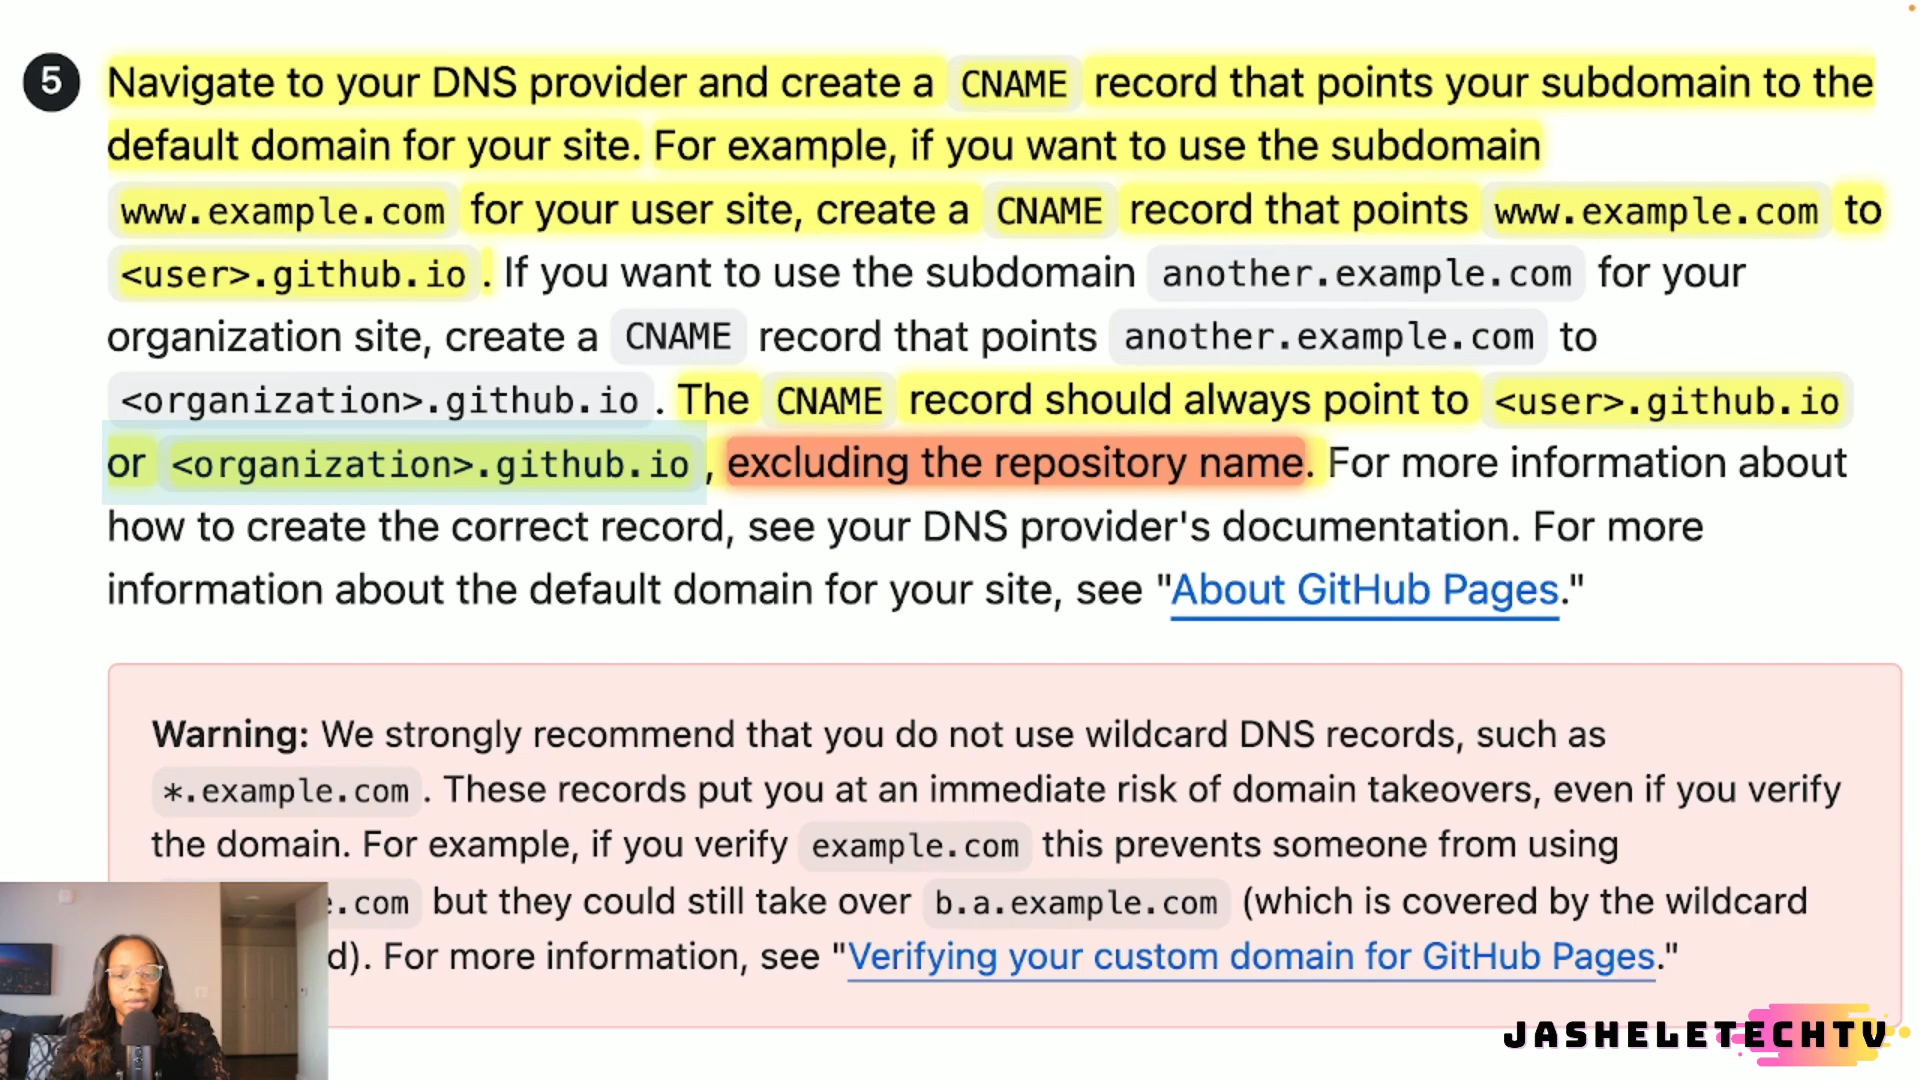 5 Navigate to your DNS provider and create a CNAME record that points your subdomain to the
default domain for your site. For example, if you want to use the subdomain
www.example.com for your user site, create a CNAME record that points www.example.com to
<user>.github.io . If you want to use the subdomain another.example.com for your
organization site, create a CNAME record that points another.example.com to
<organization>.github.io . The CNAME record should always point to <user>.github.io
or <organization>.github.io , excluding the repository name. For more information about
how to create the correct record, see your DNS provider's documentation. For more
information about the default domain for your site, see "About GitHub Pages."
Warning: We strongly recommend that you do not use wildcard DNS records, such as
*.example.com . These records put you at an immediate risk of domain takeovers, even if you verify
the domain. For example, if you verify example.com this prevents someone from using
.com but they could still take over b.a.example.com (which is covered by the wildcard
d). For more information, see "Verifying your custom domain for GitHub Pages."
JASHELETECHTV